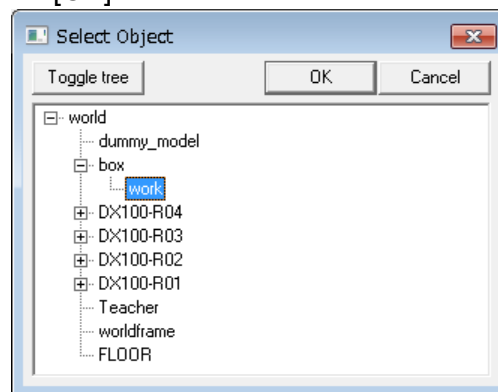 Select Object
Toggle tree OK Cancel
world
dummy_model
box
work
DX100-R04
DX100-R03
DX100-R02
DX100-R01
Teacher
worldframe
FLOOR